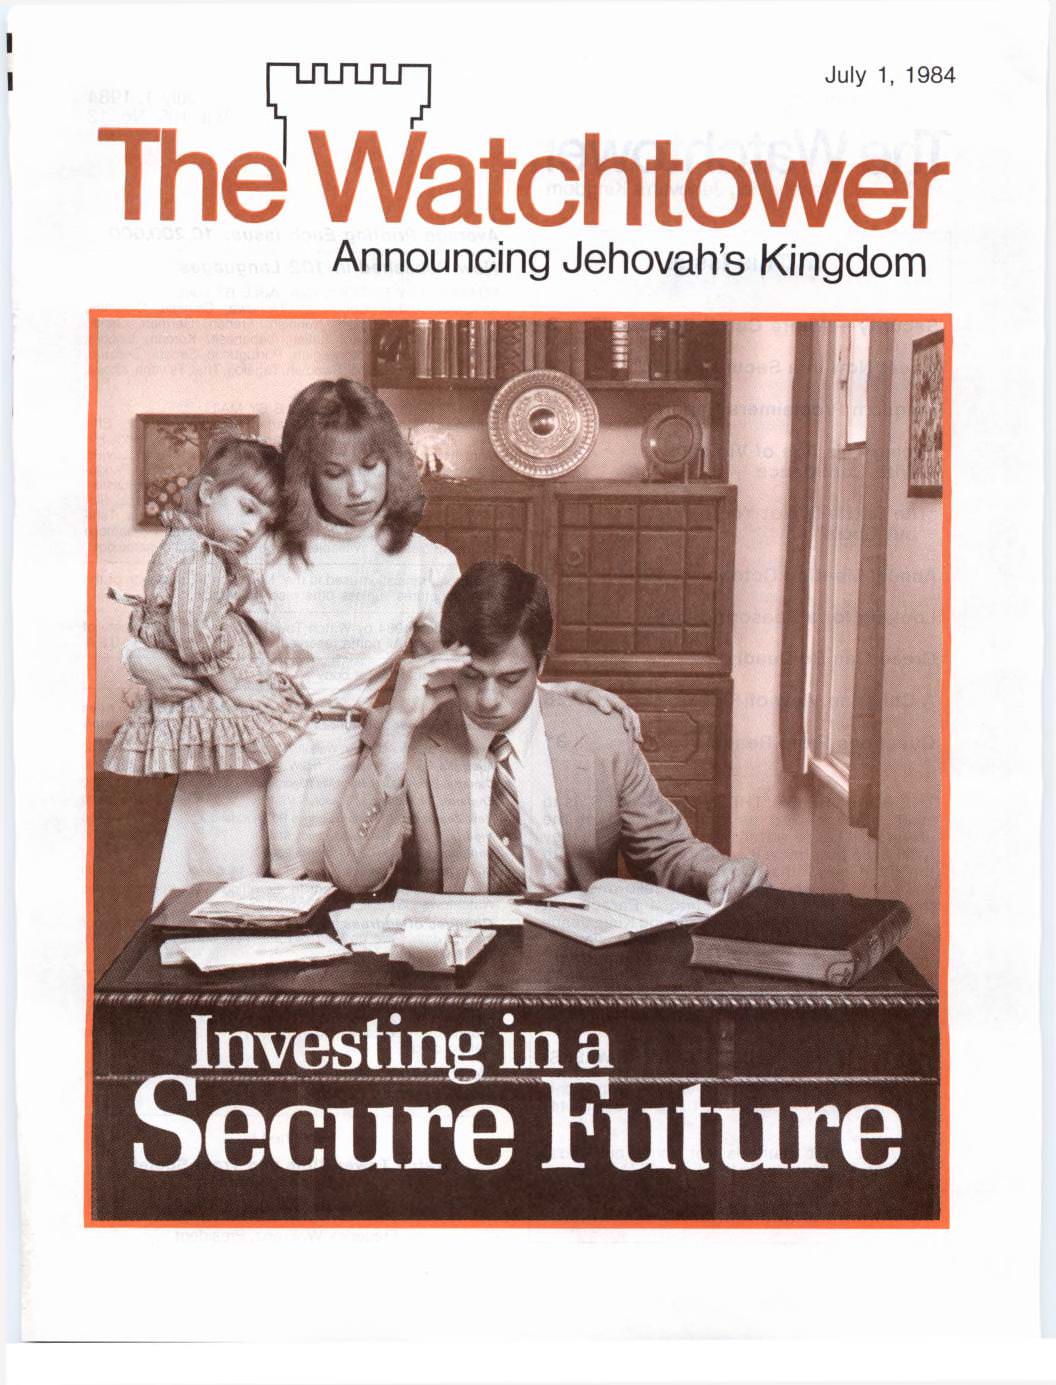 July 1, 1984
The Watchtower
Announcing Jehovah's Kingdom
Investing in a
Secure Future